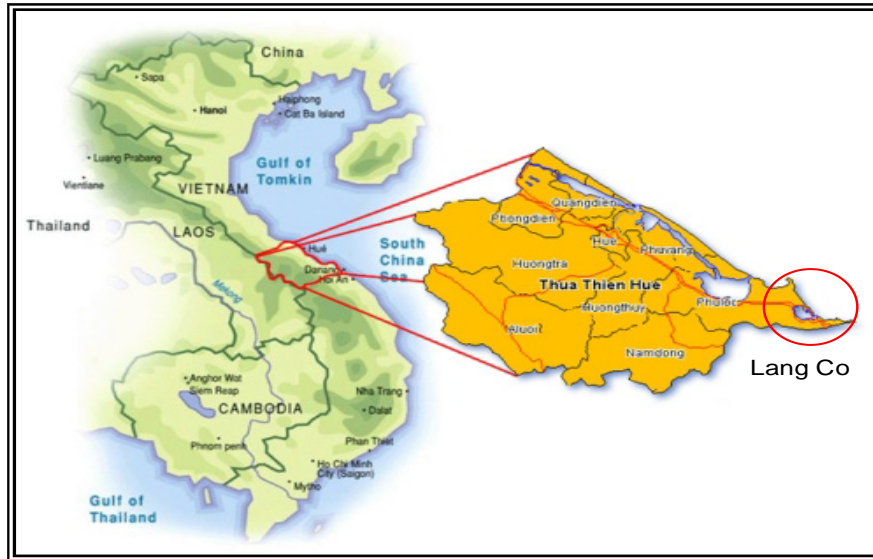 China
Sapa
Hanoi
Haiphong
Cat Ba Island
Luang Prabang
Gulf of
Tomkin
Vientiane
VIETNAM
Thailand
LAOS
Hué
South
China
Sea
Danang
Hoi An
Mekong
Anghor Wat
Siem Reap
CAMBODIA
Nha Trang
Dalat
Phnom penh
Phan Thiet
Ho Chi Minh
City (Saigon)
Mytho
Gulf of
Thailand
Quangdien
Phongdien
Hue
Phuvang
Huongtra
Thua Thien Hué
Huongthuy
Phuloc
Aluoi
Namdong
Lang Co